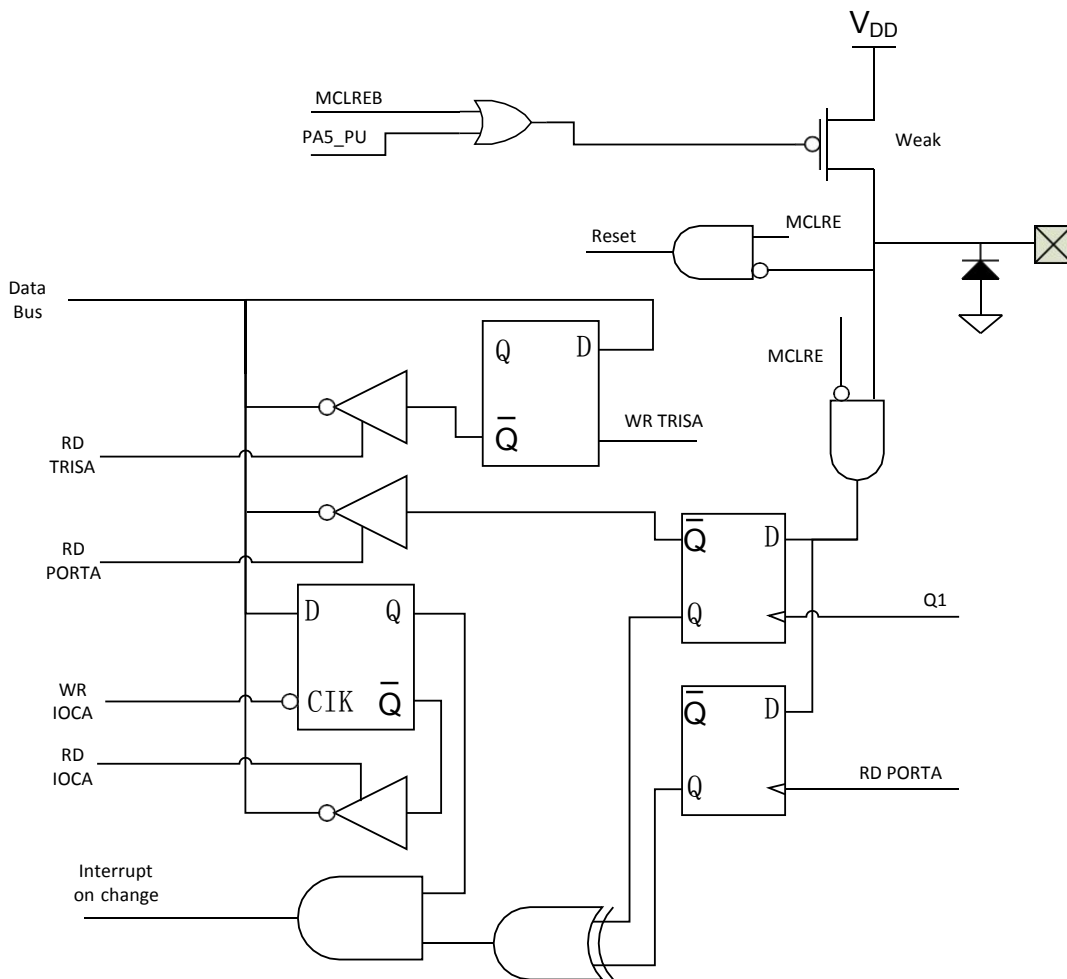 VDD
MCLREB
PA5_PU
Weak
MCLRE
Reset
Data
Bus
Q
D
MCLRE
Q
WR TRISA
RD
TRISA
Q
D
RD
PORTA
D
Q
Q
Q1
WR
IOCA
CIK
Q
Q
D
RD
IOCA
Q
RD PORTA
Interrupt
on change